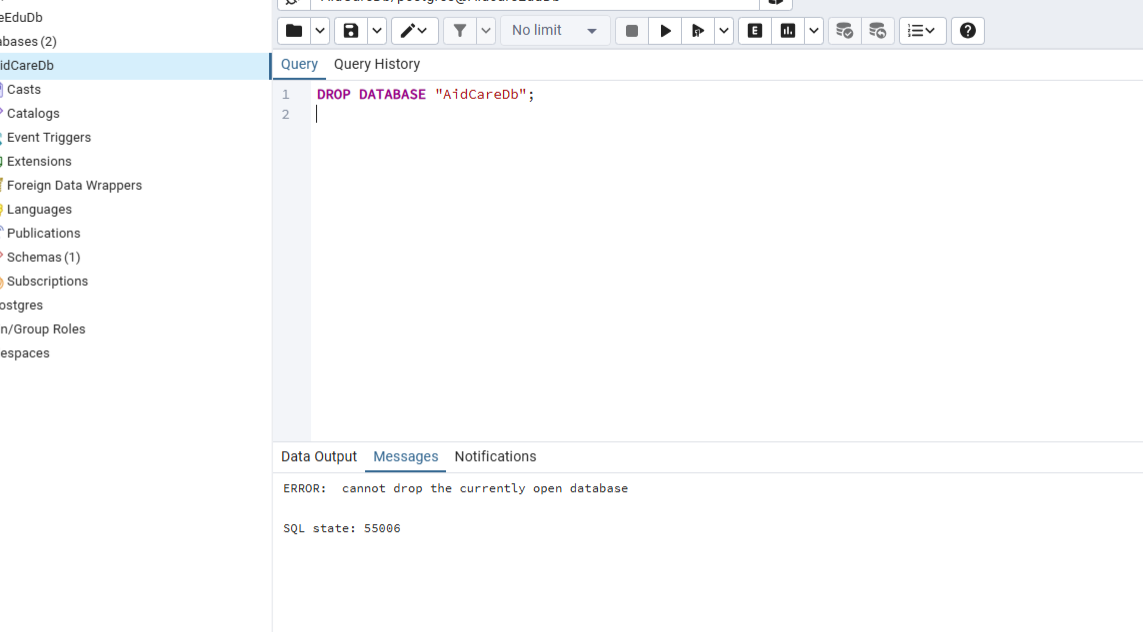 eEduDb
abases (2)
idCareDb
Casts
Catalogs
Event Triggers
Extensions
Foreign Data Wrappers
Languages
Publications
Schemas (1)
Subscriptions
ostgres
n/Group Roles
espaces
No limit
E
Query Query History
1 DROP DATABASE "AidCareDb";
2
Data Output Messages Notifications
ERROR: cannot drop the currently open database
SQL state: 55006